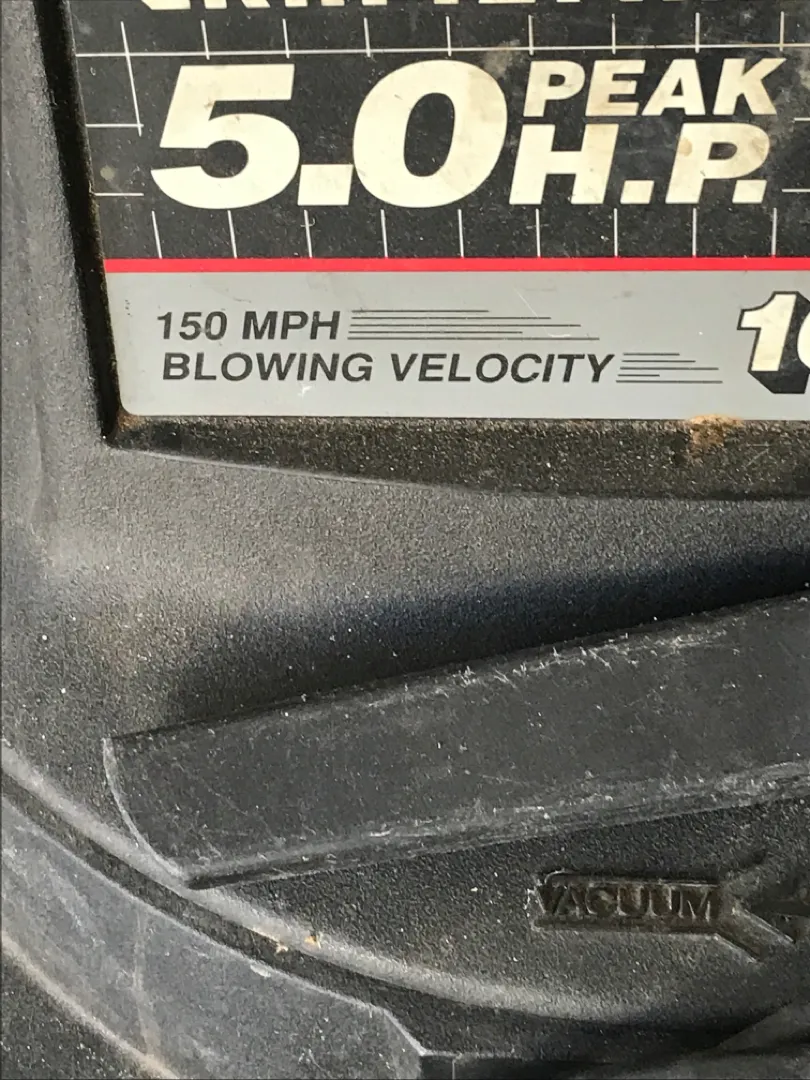 5.0 PEAK
H.P.
150 MPH
BLOWING VELOCITY
VACUUM